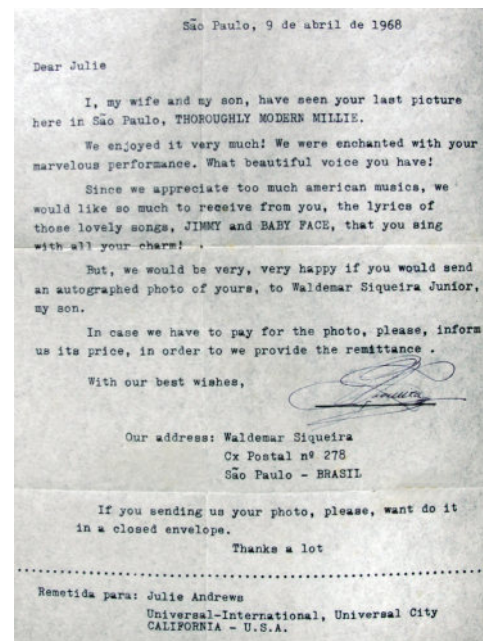 São Paulo, 9 de abril de 1968
Dear Julie
I, my wife and my son, have seen your last picture
here in São Paulo, THOROUGHLY MODERN MILLIE.
We enjoyed it very much! We were enchanted with your
marvelous performance. What beautiful voice you have!
Since we appreciate too much american musics, we
would like so much to receive from you, the lyrics of
those lovely songs, JIMMY and BABY FACE, that you sing
with all your charm! .
But, we would be very, very happy if you would send
an autographed photo of yours, to Waldemar Siqueira Junior,
my son.
In case we have to pay for the photo, please, inform
us its price, in order to we provide the remittance .
With our best wishes,
Siqueira
Our address: Waldemar Siqueira
Cx Postal nº 278
São Paulo - BRASIL
If you sending us your photo, please, want do it
in a closed envelope.
Thanks a lot
Remetida para: Julie Andrews
Universal-International, Universal City
CALIFORNIA - U.S.A.